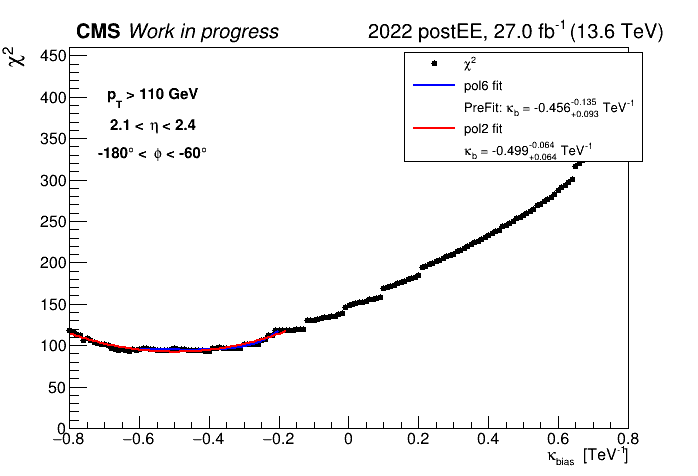 CMS Work in progress 2022 postEE, 27.0 fb⁻¹ (13.6 TeV)
χ²
450
400
350
300
250
200
150
100
50
0
p_T > 110 GeV
2.1 < η < 2.4
-180° < φ < -60°
χ²
pol6 fit
PreFit: κ_b = -0.456 -0.135 +0.093 TeV⁻¹
pol2 fit
κ_b = -0.499 -0.064 +0.064 TeV⁻¹
−0.8 −0.6 −0.4 −0.2 0 0.2 0.4 0.6 0.8
κ_bias [TeV⁻¹]